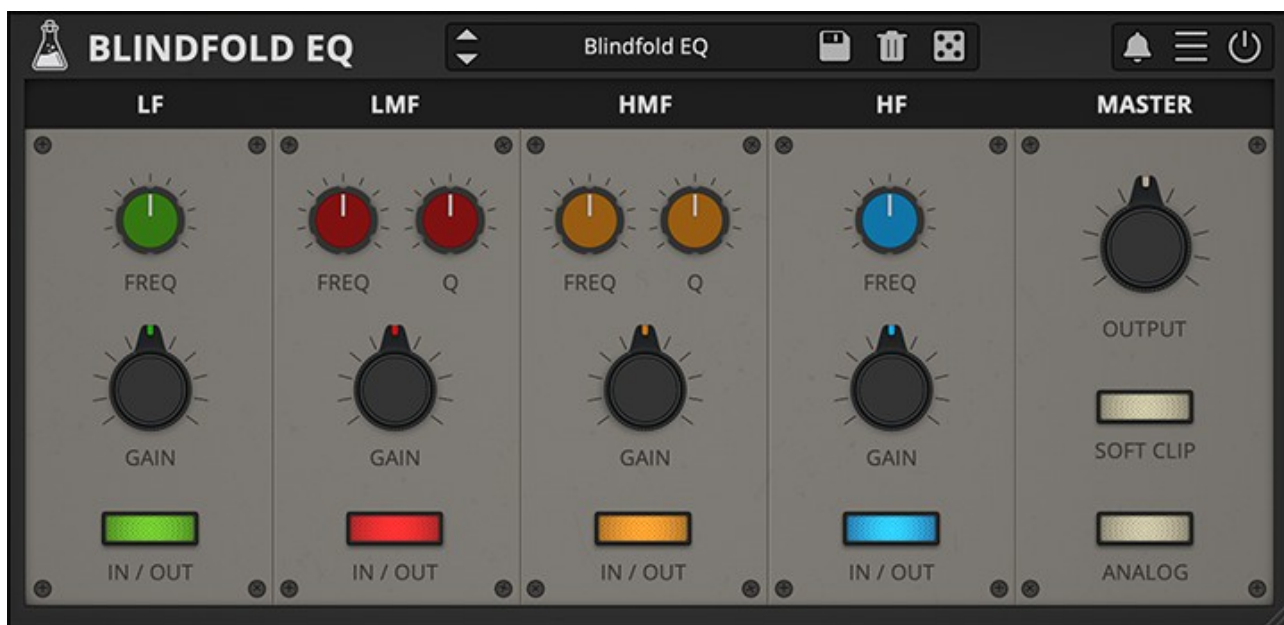 BLINDFOLD EQ
Blindfold EQ
LF LMF HMF HF MASTER
FREQ FREQ Q FREQ Q FREQ
OUTPUT
GAIN GAIN GAIN GAIN
SOFT CLIP
IN / OUT IN / OUT IN / OUT IN / OUT ANALOG